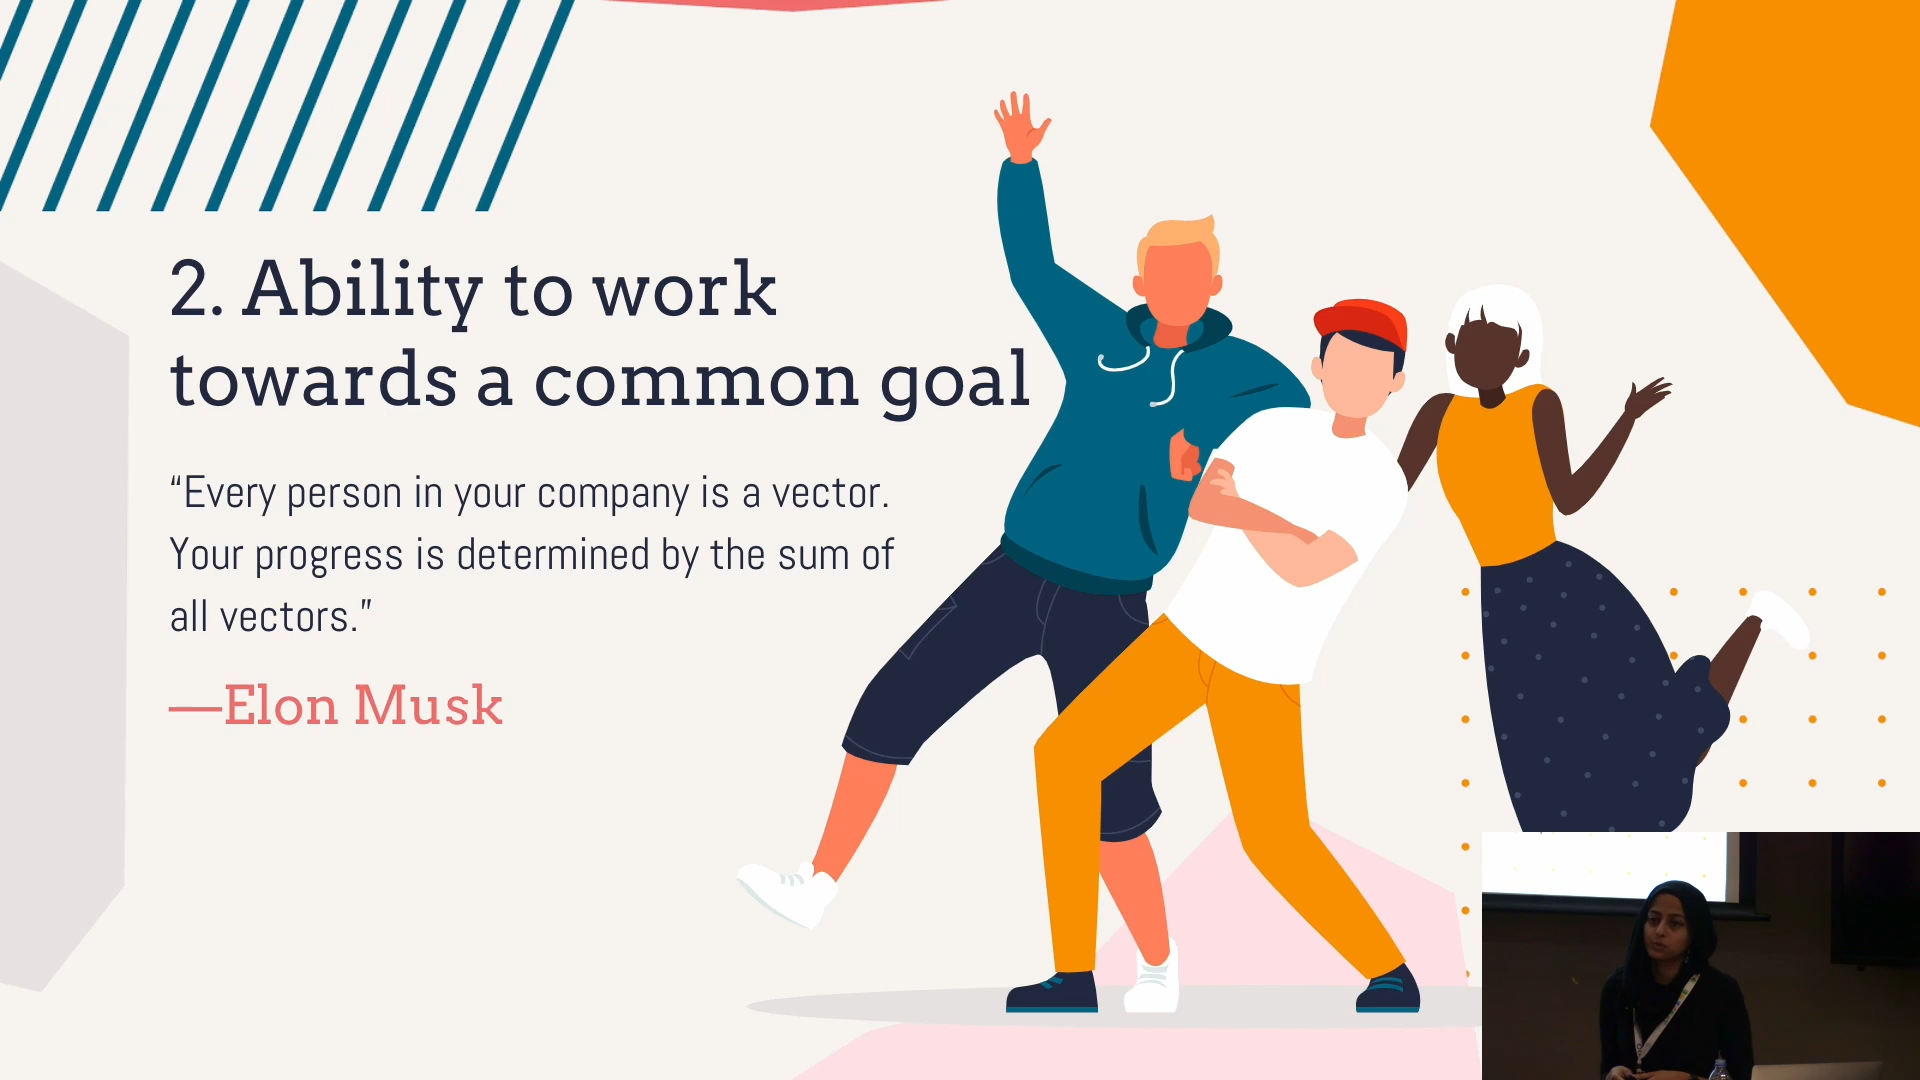 2. Ability to work
towards a common goal
“Every person in your company is a vector.
Your progress is determined by the sum of
all vectors.”
—Elon Musk